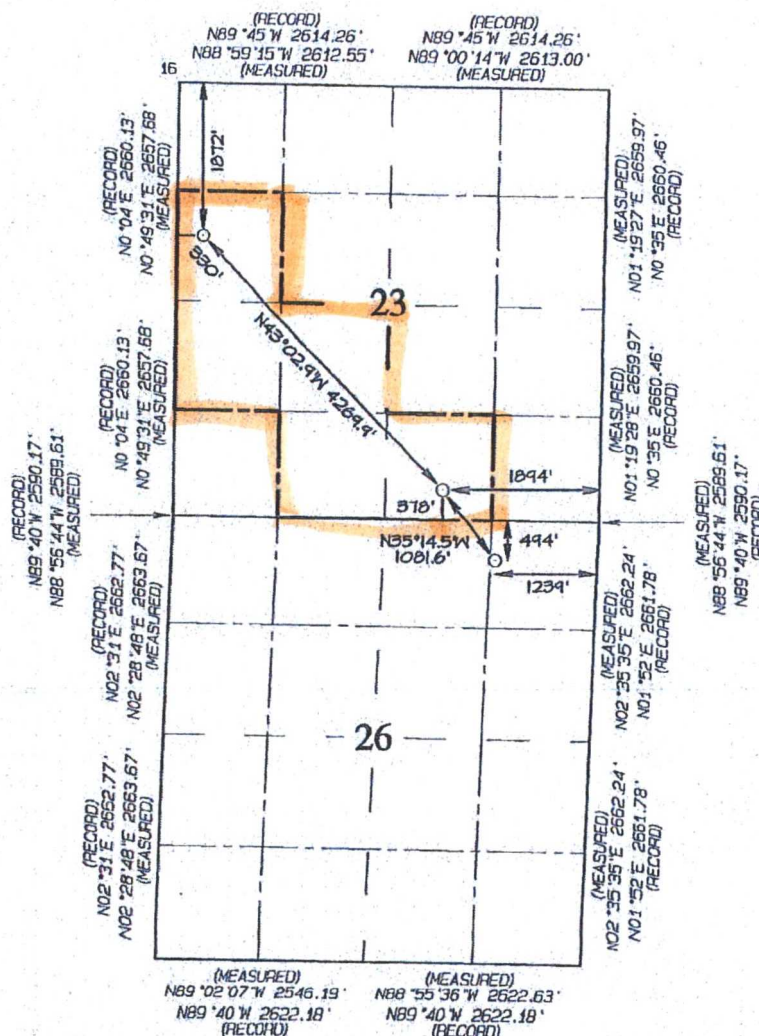 (RECORD)
N89°45'W 2614.26'
N88°59'15"W 2612.55'
(MEASURED)
(RECORD)
N89°45'W 2614.26'
N89°00'14"W 2613.00'
(MEASURED)
16
1872'
(RECORD)
N0°04'E 2660.13'
N0°49'31"E 2657.68'
(MEASURED)
(MEASURED)
N01°19'27"E 2659.97'
N0°35'E 2660.46'
(RECORD)
330'
23
N43°02.9'W 4269.9'
(RECORD)
N0°04'E 2660.13'
N0°49'31"E 2657.68'
(MEASURED)
(MEASURED)
N01°19'28"E 2659.97'
N0°35'E 2660.46'
(RECORD)
(RECORD)
N89°40'W 2590.17'
N88°56'44"W 2589.61'
(MEASURED)
1894'
378'
N35°14.5'W
1081.6'
494'
1239'
(MEASURED)
N88°56'44"W 2589.61'
N89°40'W 2590.17'
(RECORD)
(RECORD)
N02°31'E 2662.77'
N02°28'48"E 2663.67'
(MEASURED)
(MEASURED)
N02°35'35"E 2662.24'
N01°52'E 2661.78'
(RECORD)
26
(RECORD)
N02°31'E 2662.77'
N02°28'48"E 2663.67'
(MEASURED)
(MEASURED)
N02°35'35"E 2662.24'
N01°52'E 2661.78'
(RECORD)
(MEASURED)
N89°02'07"W 2546.19'
N89°40'W 2622.18'
(RECORD)
(MEASURED)
N88°55'36"W 2622.63'
N89°40'W 2622.18'
(RECORD)